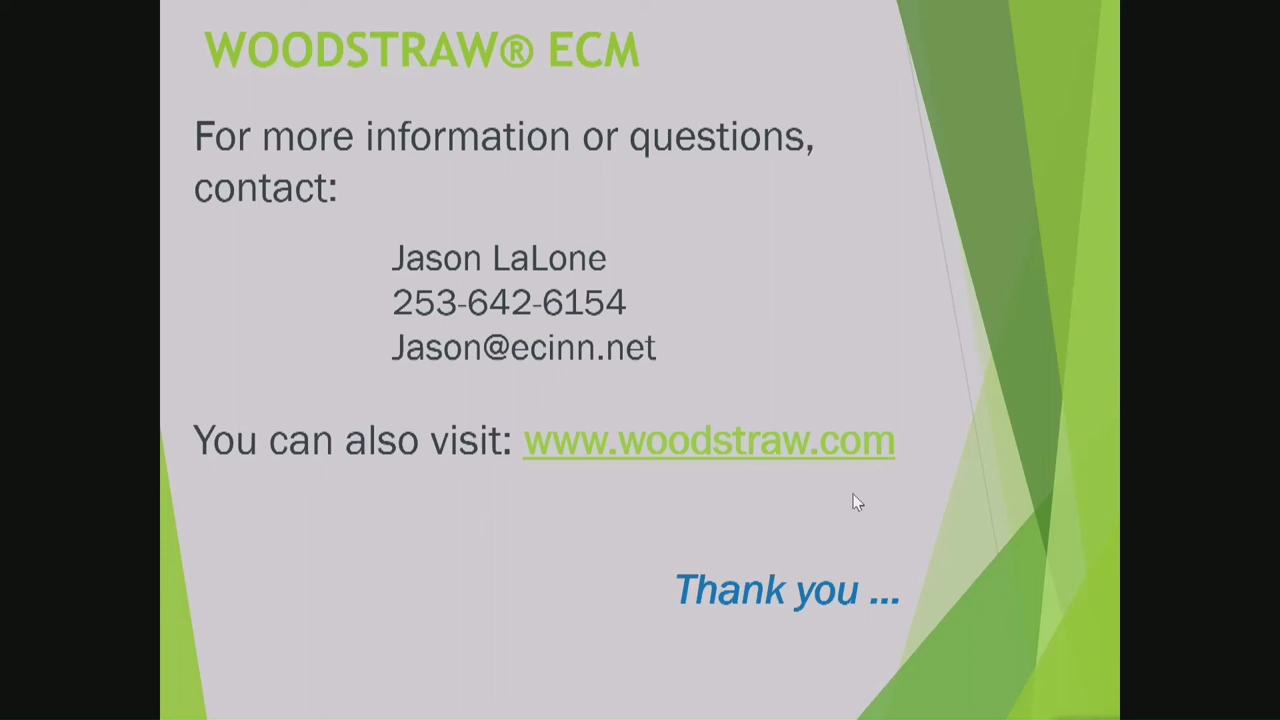 WOODSTRAW® ECM
For more information or questions,
contact:
Jason LaLone
253-642-6154
Jason@ecinn.net
You can also visit: www.woodstraw.com
Thank you ...